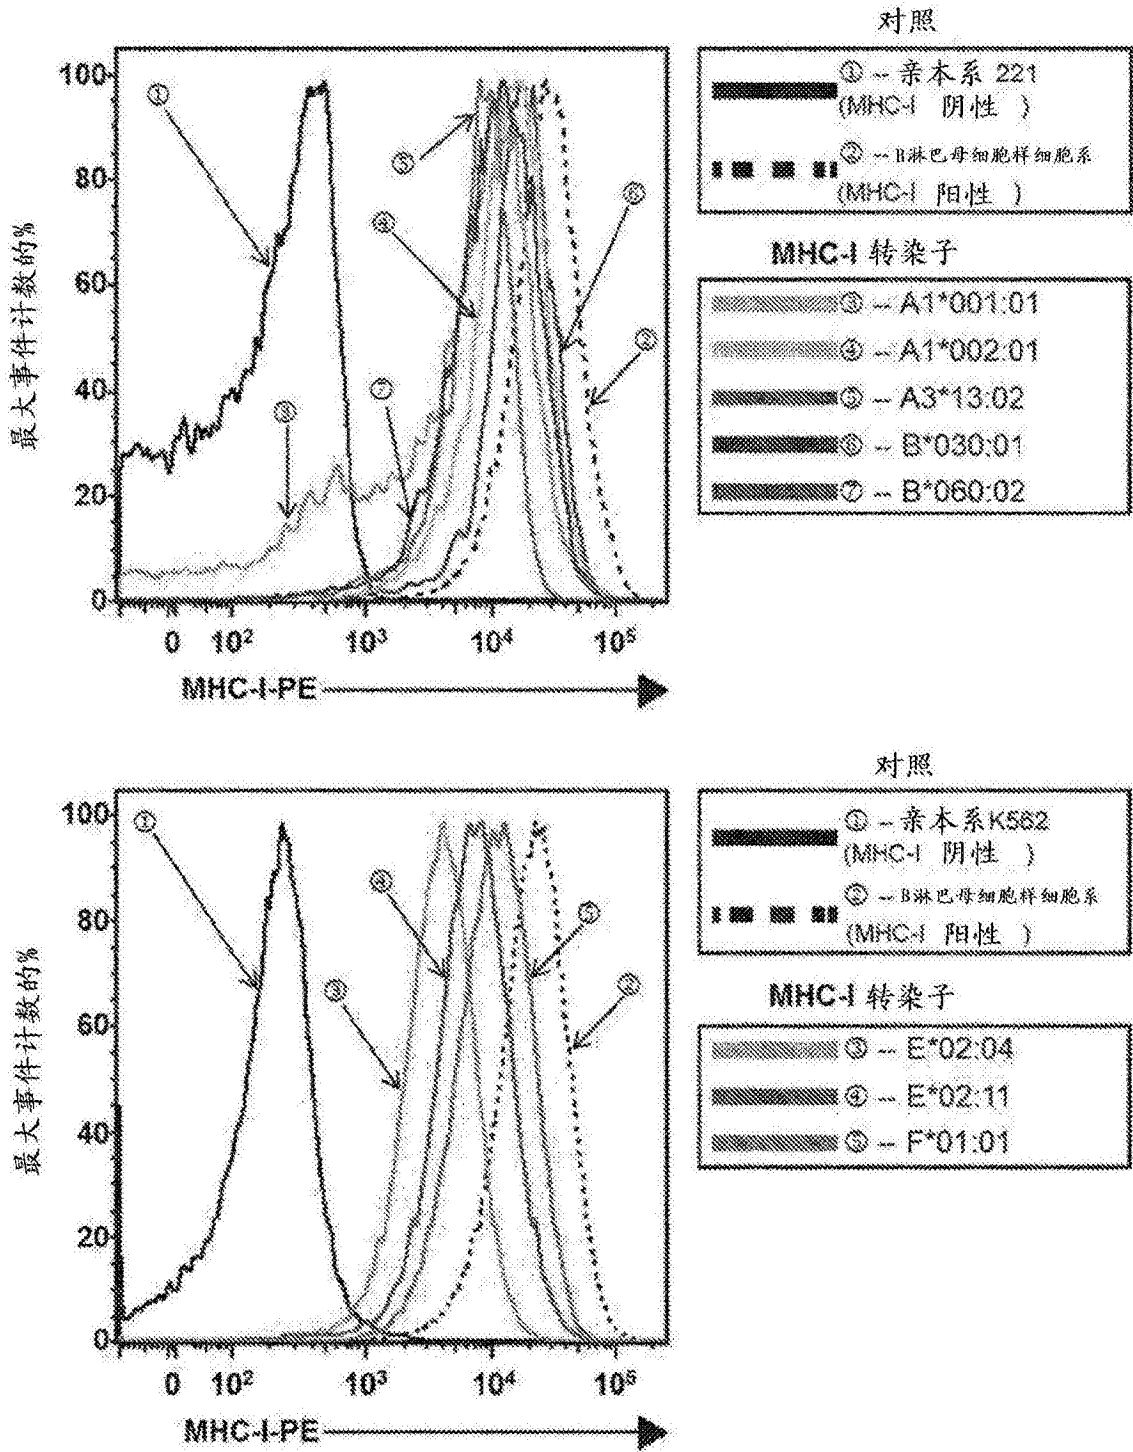 对照
① -- 亲本系 221
(MHC-I 阴性 )
② -- B淋巴母细胞样细胞系
(MHC-I 阳性 )
MHC-I 转染子
③ -- A1*001:01
④ -- A1*002:01
⑤ -- A3*13:02
⑥ -- B*030:01
⑦ -- B*060:02
最大事件计数的%
100
80
60
40
20
0
①
⑤
④
⑥
②
⑦
③
0 10² 10³ 10⁴ 10⁵
MHC-I-PE
对照
① -- 亲本系K562
(MHC-I 阴性 )
② -- B淋巴母细胞样细胞系
(MHC-I 阳性 )
MHC-I 转染子
③ -- E*02:04
④ -- E*02:11
⑤ -- F*01:01
最大事件计数的%
100
80
60
40
20
0
①
④
⑤
③
②
0 10² 10³ 10⁴ 10⁵
MHC-I-PE